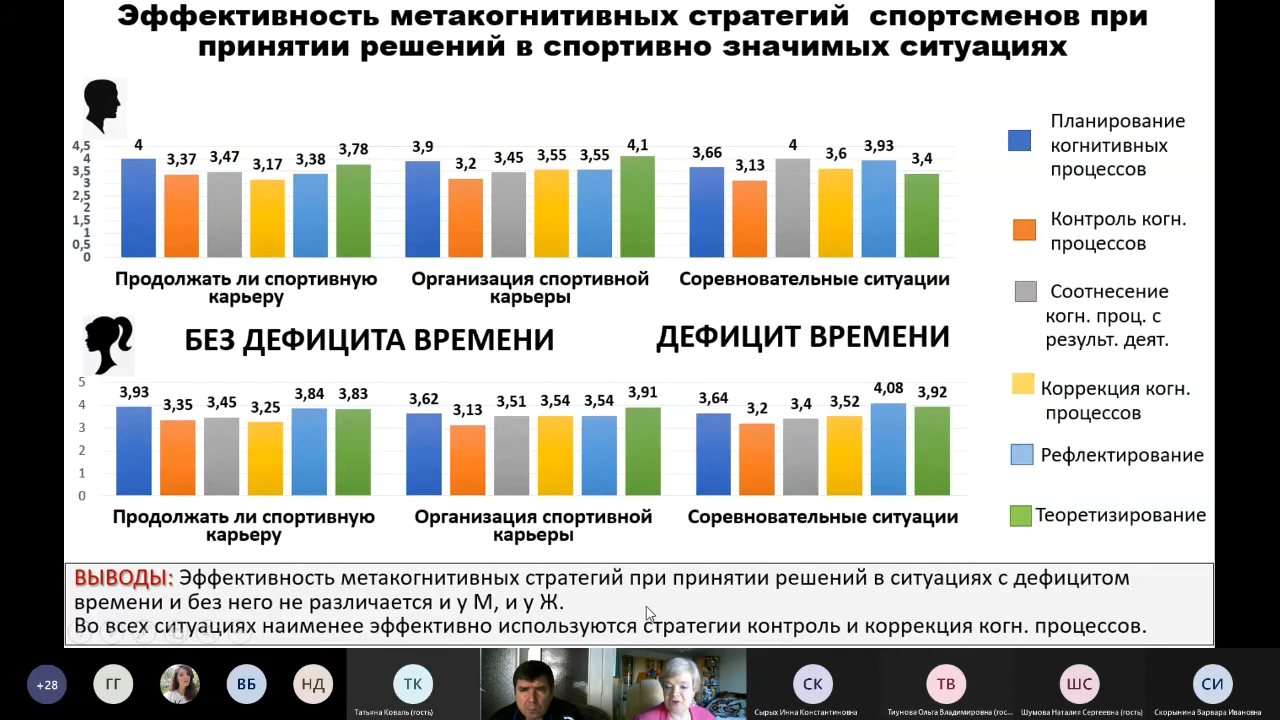 Эффективность метакогнитивных стратегий спортсменов при
принятии решений в спортивно значимых ситуациях
4,5
4
3,5
3
2,5
2
1,5
1
0,5
0
4
3,37
3,47
3,17
3,38
3,78
3,9
3,2
3,45
3,55
3,55
4,1
3,66
3,13
4
3,6
3,93
3,4
Продолжать ли спортивную
карьеру
Организация спортивной
карьеры
Соревновательные ситуации
БЕЗ ДЕФИЦИТА ВРЕМЕНИ
ДЕФИЦИТ ВРЕМЕНИ
5
4
3
2
1
0
3,93
3,35
3,45
3,25
3,84
3,83
3,62
3,13
3,51
3,54
3,54
3,91
3,64
3,2
3,4
3,52
4,08
3,92
Продолжать ли спортивную
карьеру
Организация спортивной
карьеры
Соревновательные ситуации
Планирование
когнитивных
процессов
Контроль когн.
процессов
Соотнесение
когн. проц. с
результ. деят.
Коррекция когн.
процессов
Рефлектирование
Теоретизирование
ВЫВОДЫ: Эффективность метакогнитивных стратегий при принятии решений в ситуациях с дефицитом
времени и без него не различается и у М, и у Ж.
Во всех ситуациях наименее эффективно используются стратегии контроль и коррекция когн. процессов.
+28
ГГ
ВБ
НД
ТК
Татьяна Коваль (гость)
СК
Сырых Инна Константиновна
ТВ
Тиунова Ольга Владимировна (гос...
ШС
Шумова Наталия Сергеевна (гость)
СИ
Скорынина Варвара Ивановна